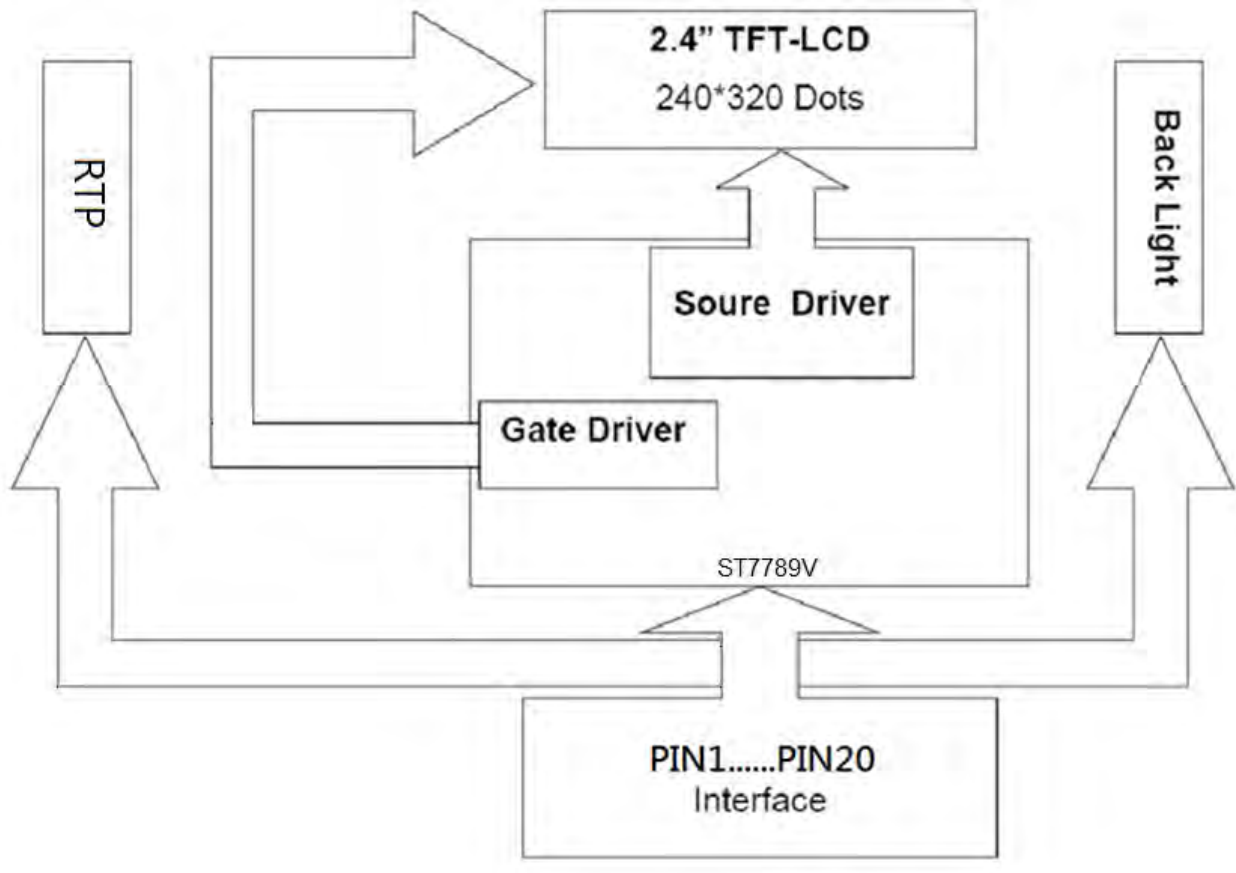 2.4” TFT-LCD
240*320 Dots
RTP
Back Light
Soure Driver
Gate Driver
ST7789V
PIN1......PIN20
Interface